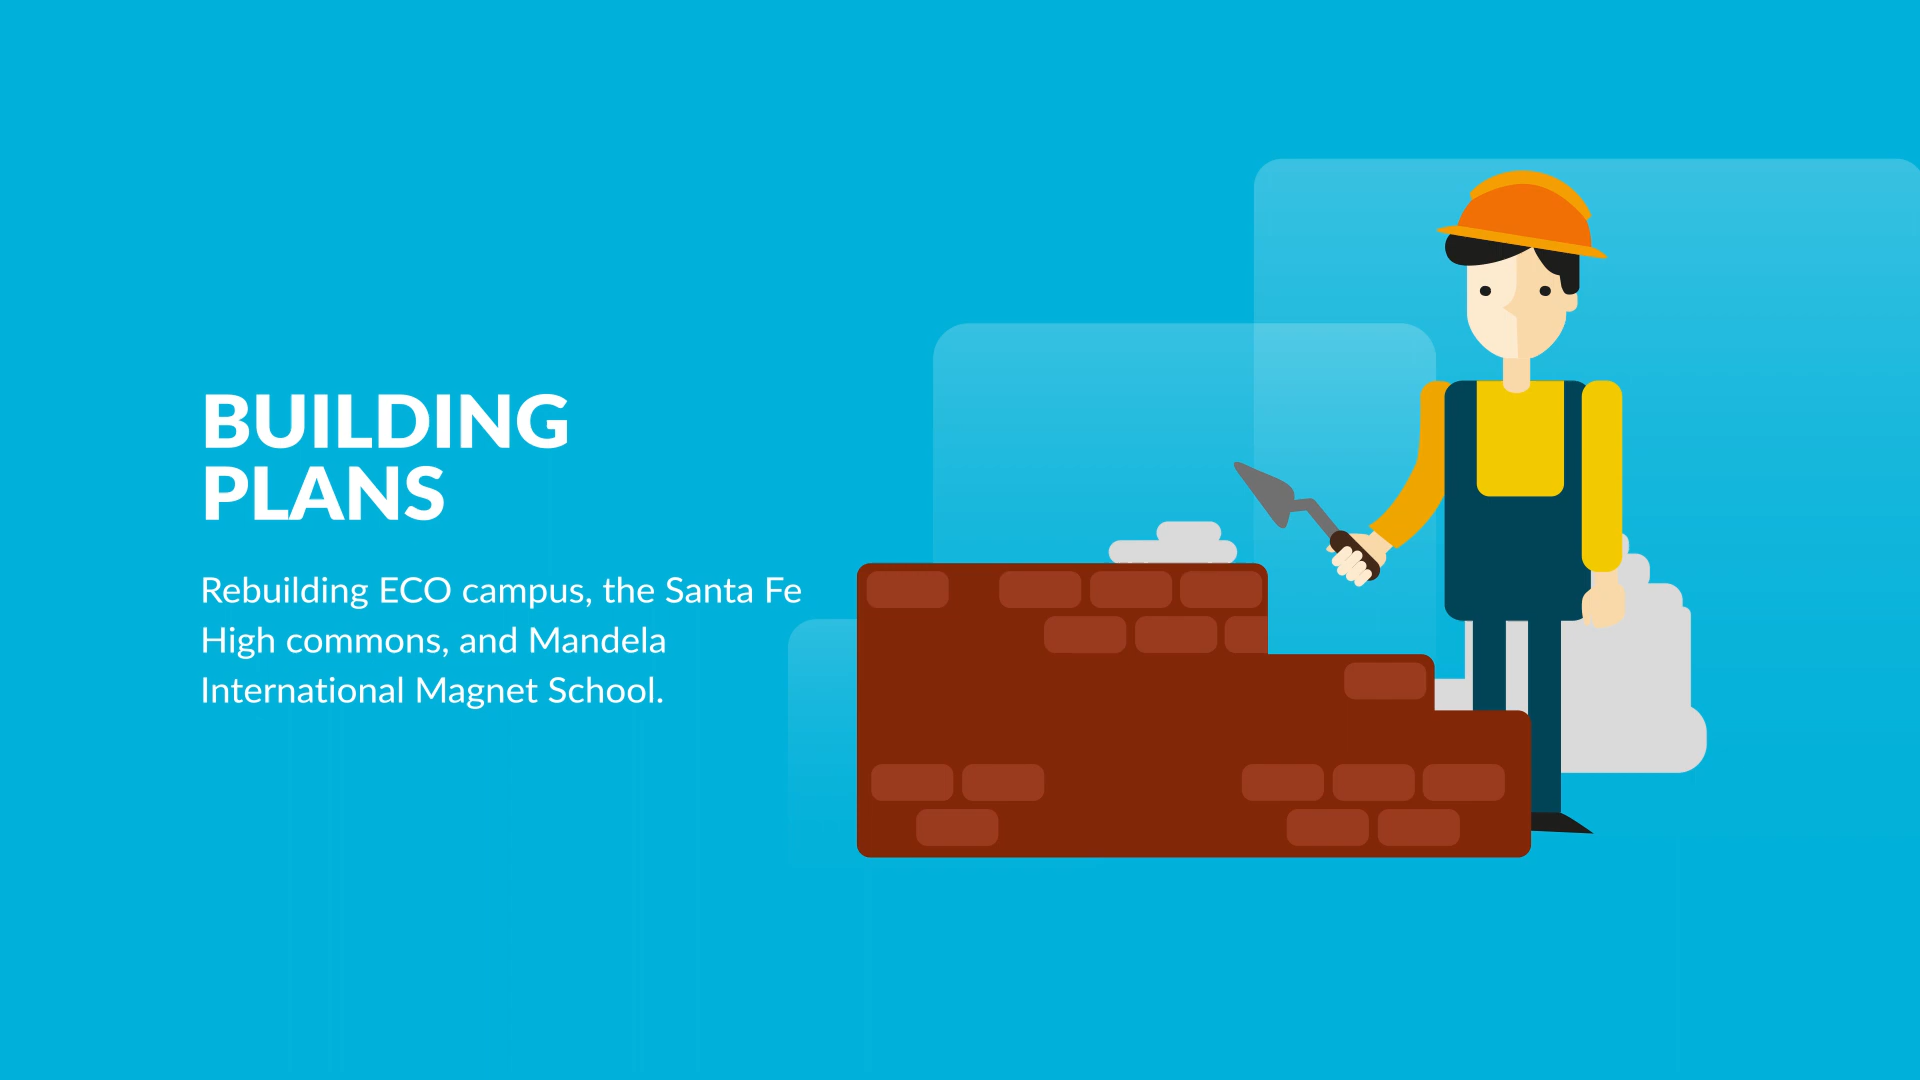 BUILDING
PLANS
Rebuilding ECO campus, the Santa Fe
High commons, and Mandela
International Magnet School.